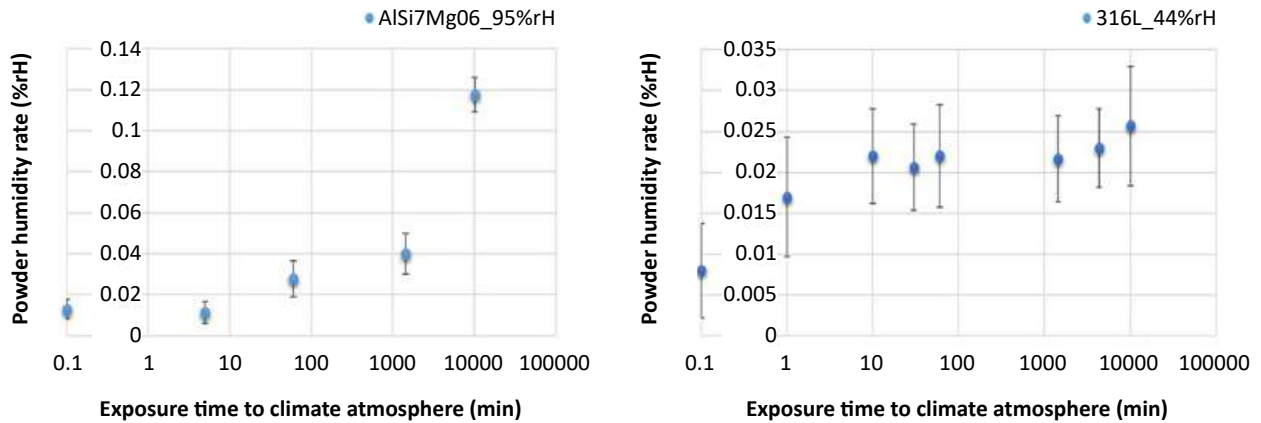 AlSi7Mg06_95%rH
0.14
0.12
0.1
0.08
0.06
0.04
0.02
0
0.1 1 10 100 1000 10000 100000
Powder humidity rate (%rH)
Exposure time to climate atmosphere (min)
316L_44%rH
0.035
0.03
0.025
0.02
0.015
0.01
0.005
0
0.1 1 10 100 1000 10000 100000
Powder humidity rate (%rH)
Exposure time to climate atmosphere (min)